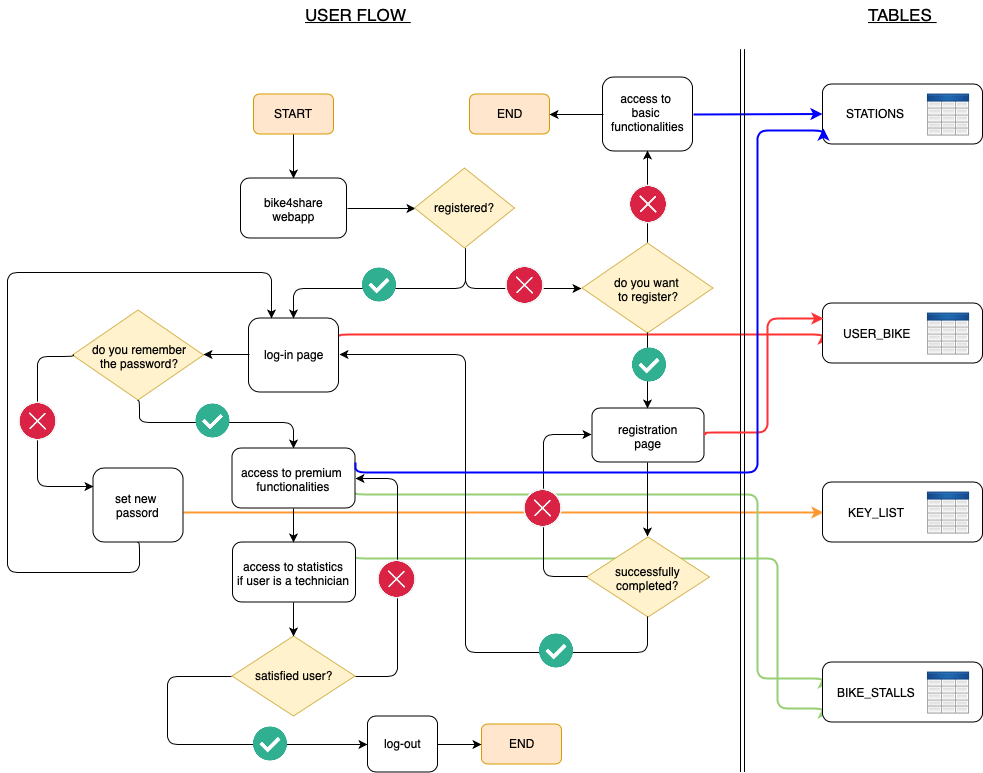 USER FLOW
TABLES
START
END
access to
basic
functionalities
STATIONS
bike4share
webapp
registered?
do you want
to register?
log-in page
USER_BIKE
do you remember
the password?
registration
page
access to premium
functionalities
set new
passord
KEY_LIST
access to statistics
if user is a technician
successfully
completed?
satisfied user?
BIKE_STALLS
log-out
END